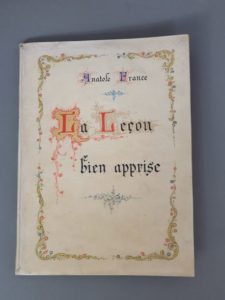 Anatole France
La Leçon
bien apprise